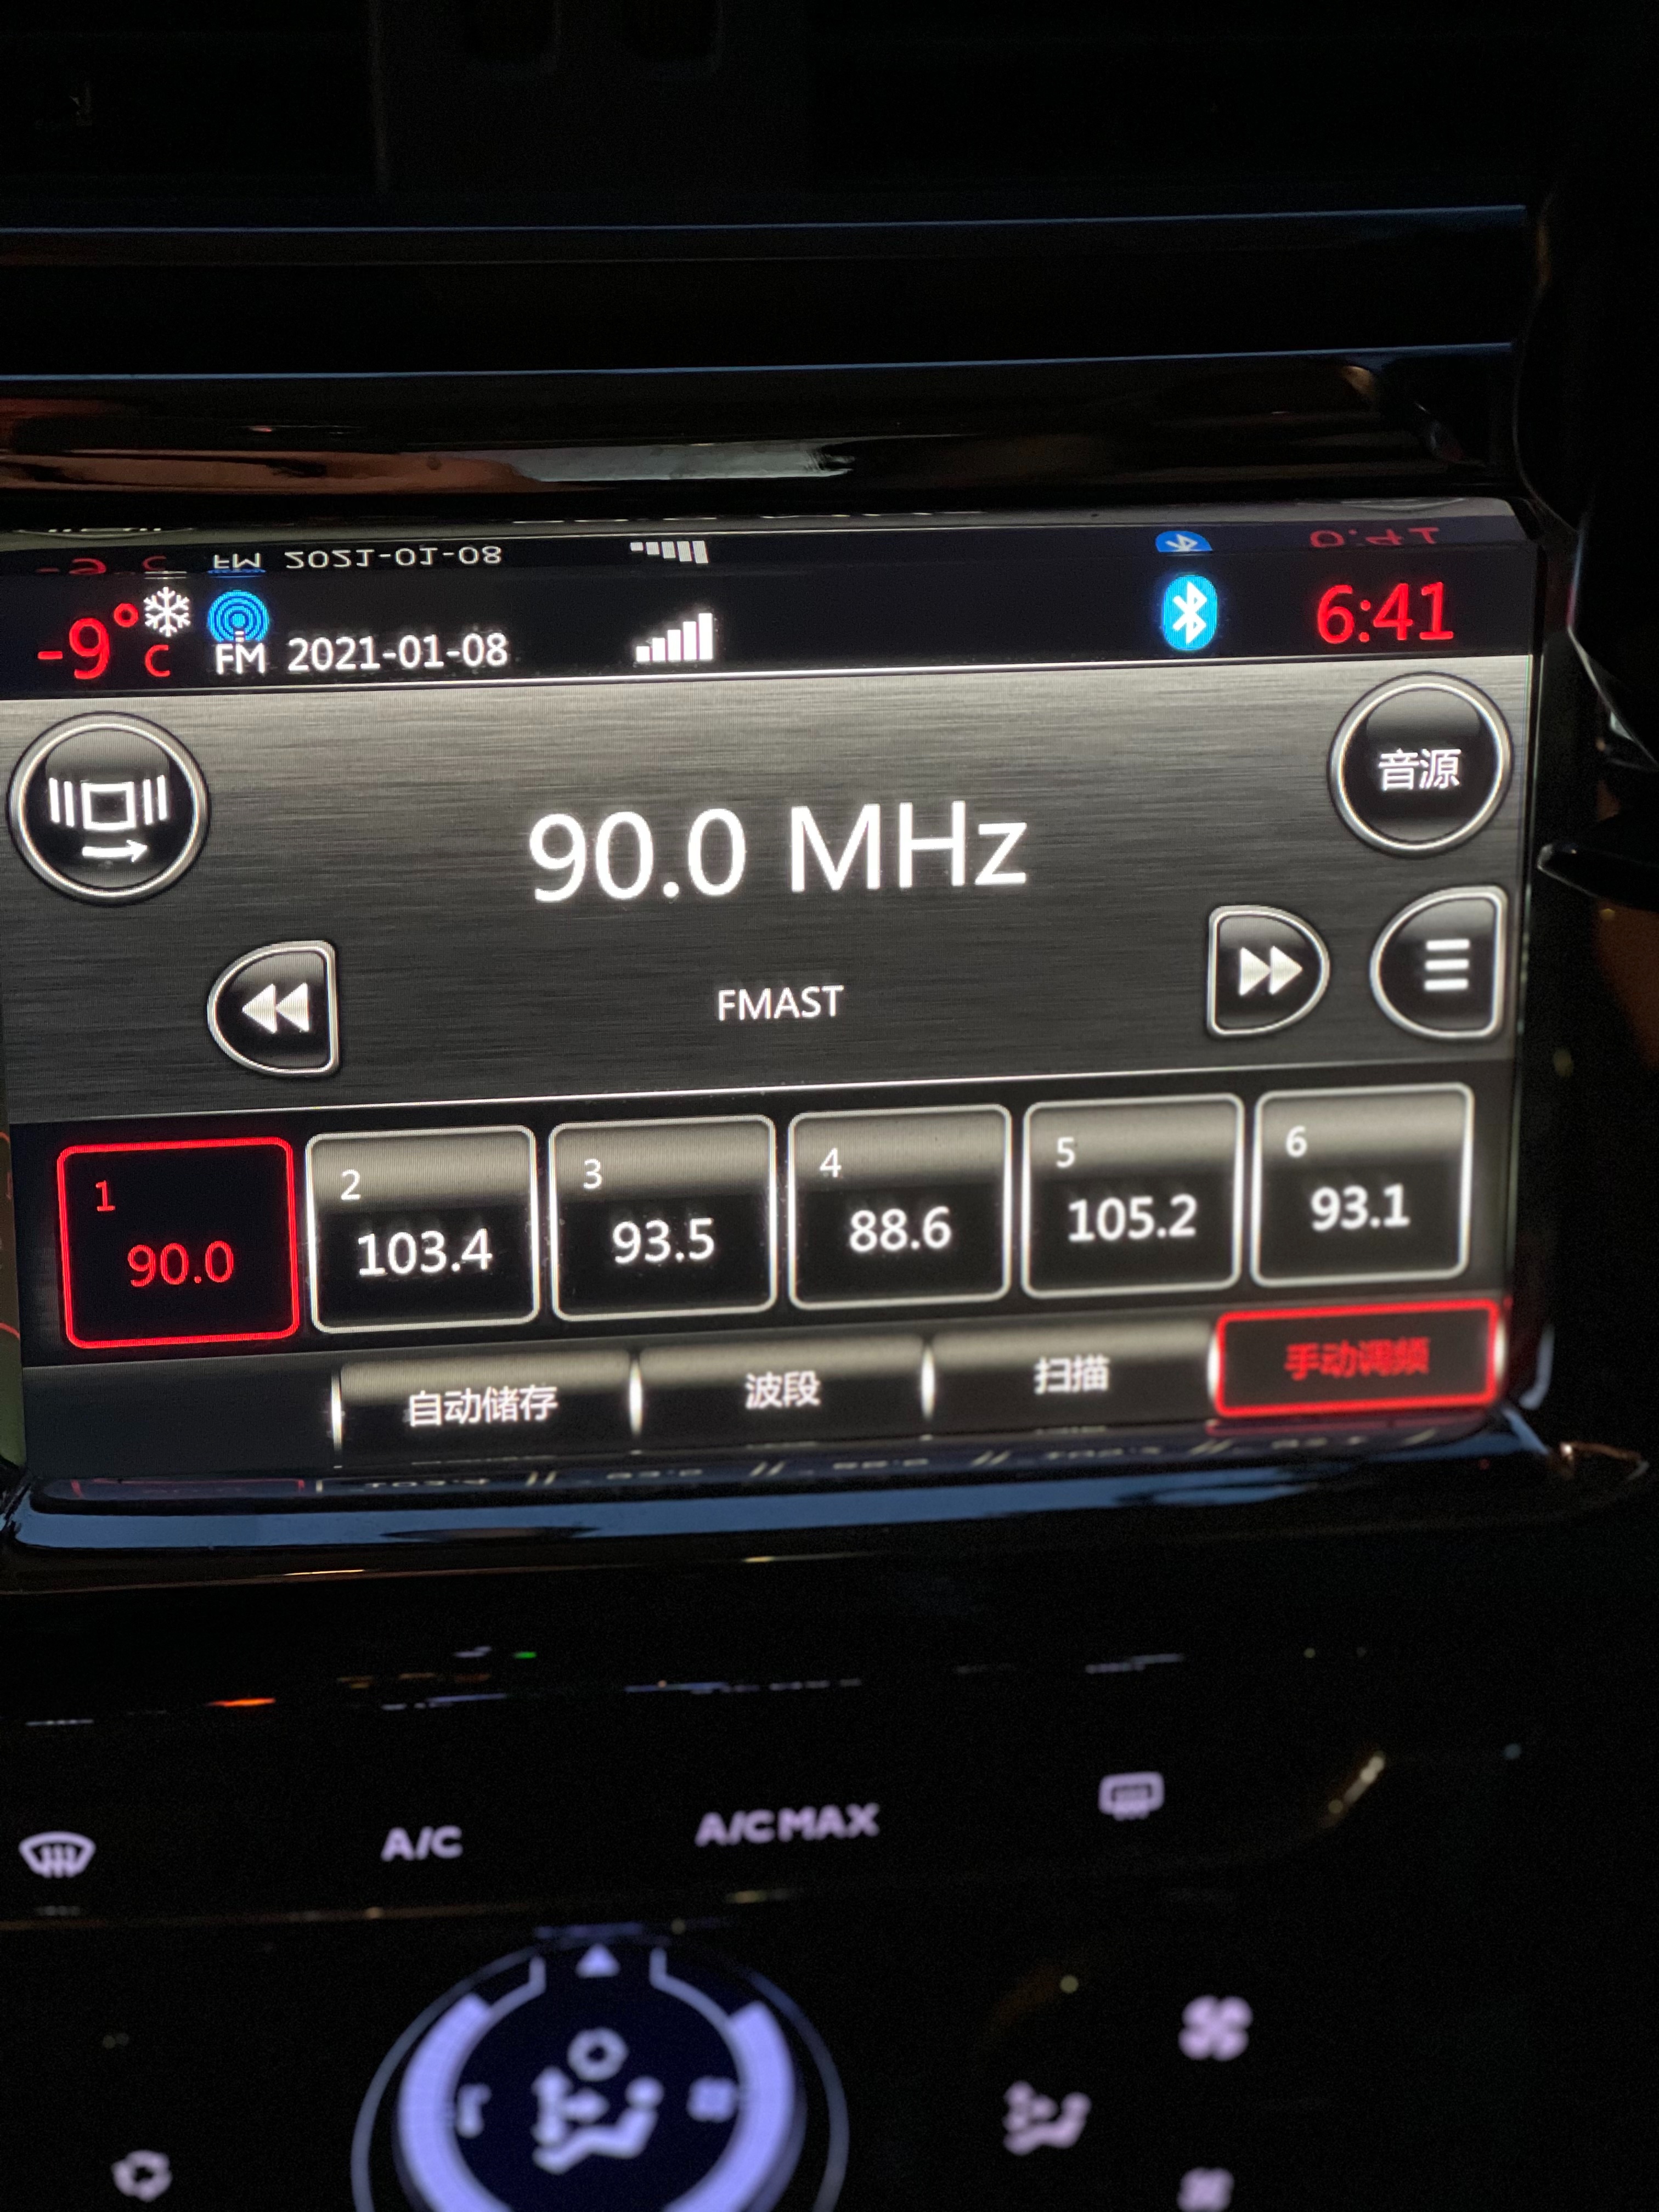 -9°C FM 2021-01-08 6:41
音源
90.0 MHz
FMAST
1 2 3 4 5 6
90.0 103.4 93.5 88.6 105.2 93.1
自动储存 波段 扫描 手动调频
A/C A/C MAX